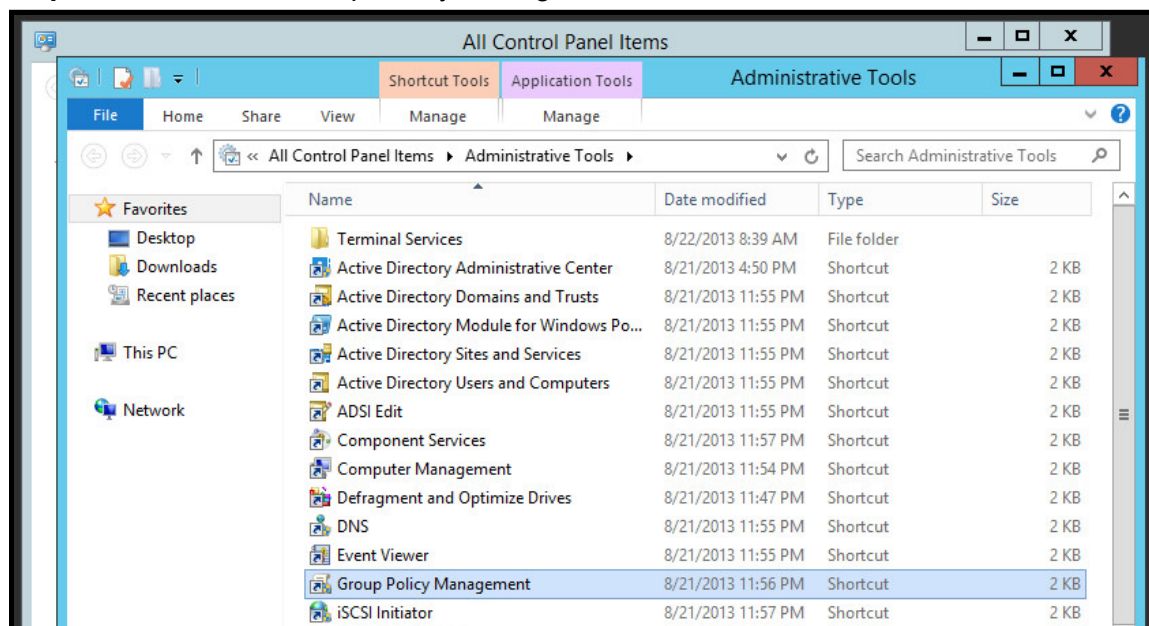 All Control Panel Items
Shortcut Tools Application Tools Administrative Tools
File Home Share View Manage Manage
« All Control Panel Items Administrative Tools Search Administrative Tools
Name Date modified Type Size
Favorites
Desktop
Downloads
Recent places
This PC
Network
Terminal Services 8/22/2013 8:39 AM File folder
Active Directory Administrative Center 8/21/2013 4:50 PM Shortcut 2 KB
Active Directory Domains and Trusts 8/21/2013 11:55 PM Shortcut 2 KB
Active Directory Module for Windows Po... 8/21/2013 11:55 PM Shortcut 2 KB
Active Directory Sites and Services 8/21/2013 11:55 PM Shortcut 2 KB
Active Directory Users and Computers 8/21/2013 11:55 PM Shortcut 2 KB
ADSI Edit 8/21/2013 11:55 PM Shortcut 2 KB
Component Services 8/21/2013 11:57 PM Shortcut 2 KB
Computer Management 8/21/2013 11:54 PM Shortcut 2 KB
Defragment and Optimize Drives 8/21/2013 11:47 PM Shortcut 2 KB
DNS 8/21/2013 11:55 PM Shortcut 2 KB
Event Viewer 8/21/2013 11:55 PM Shortcut 2 KB
Group Policy Management 8/21/2013 11:56 PM Shortcut 2 KB
iSCSI Initiator 8/21/2013 11:57 PM Shortcut 2 KB